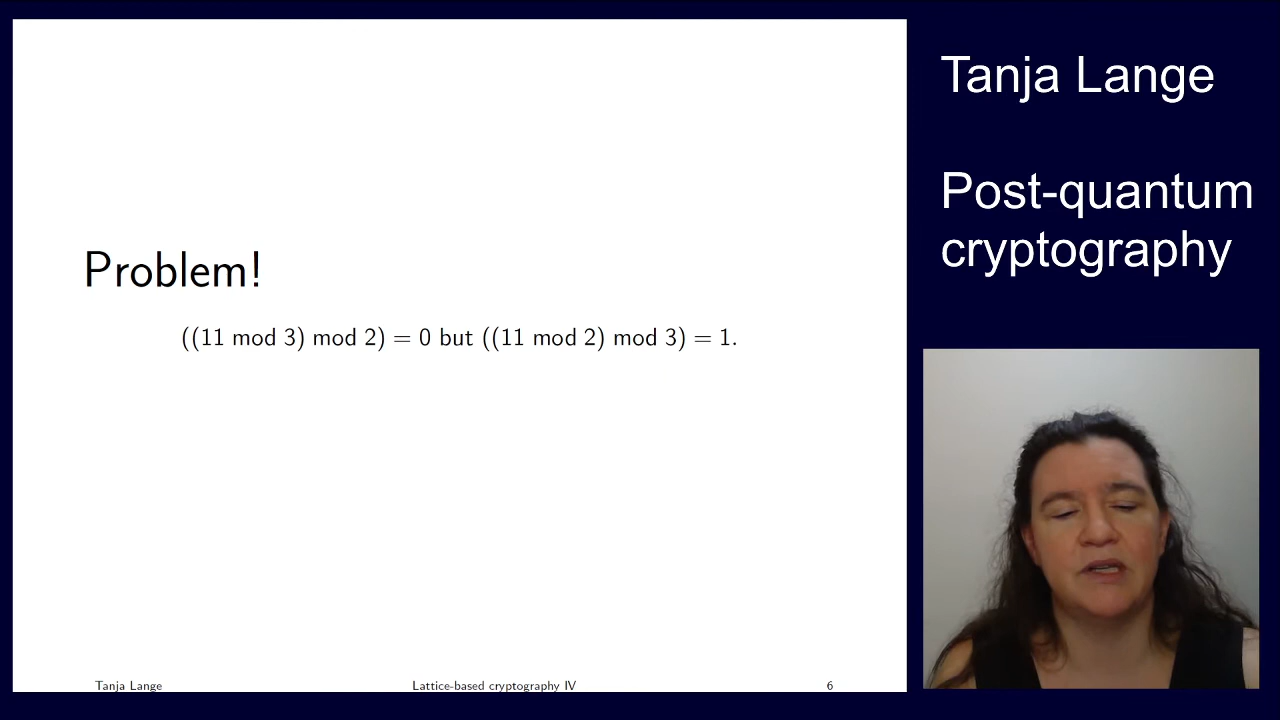 Problem!
((11 mod 3) mod 2) = 0 but ((11 mod 2) mod 3) = 1.
Tanja Lange
Lattice-based cryptography IV
6
Tanja Lange
Post-quantum
cryptography